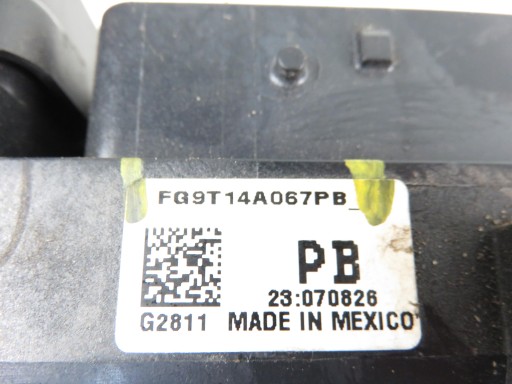 FG9T14A067PB_
PB
23:070826
G2811 MADE IN MEXICO